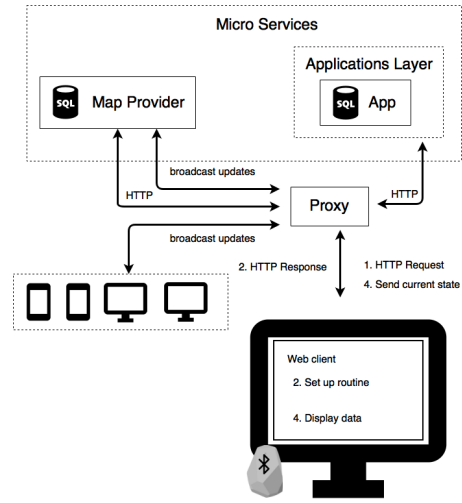 Micro Services
Applications Layer
SQL
Map Provider
SQL
App
broadcast updates
HTTP
HTTP
Proxy
broadcast updates
2. HTTP Response
1. HTTP Request
4. Send current state
Web client
2. Set up routine
4. Display data